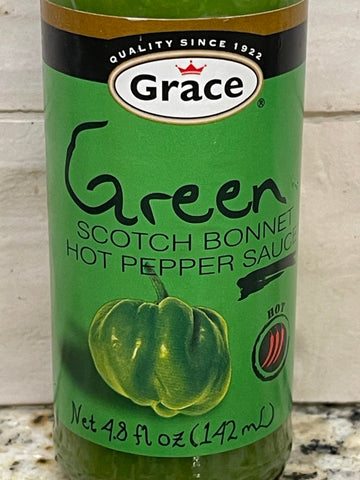 QUALITY SINCE 1922
Grace®
Green
SCOTCH BONNET
HOT PEPPER SAUCE
HOT
Net 4.8 fl oz (142 mL)